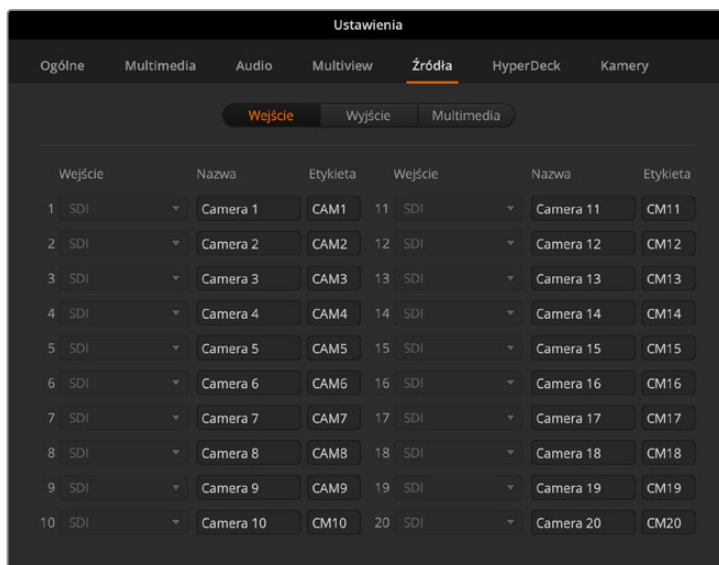 Ustawienia
Ogólne Multimedia Audio Multiview Źródła HyperDeck Kamery
Wejście Wyjście Multimedia
Wejście Nazwa Etykieta Wejście Nazwa Etykieta
1 SDI Camera 1 CAM1 11 SDI Camera 11 CM11
2 SDI Camera 2 CAM2 12 SDI Camera 12 CM12
3 SDI Camera 3 CAM3 13 SDI Camera 13 CM13
4 SDI Camera 4 CAM4 14 SDI Camera 14 CM14
5 SDI Camera 5 CAM5 15 SDI Camera 15 CM15
6 SDI Camera 6 CAM6 16 SDI Camera 16 CM16
7 SDI Camera 7 CAM7 17 SDI Camera 17 CM17
8 SDI Camera 8 CAM8 18 SDI Camera 18 CM18
9 SDI Camera 9 CAM9 19 SDI Camera 19 CM19
10 SDI Camera 10 CM10 20 SDI Camera 20 CM20